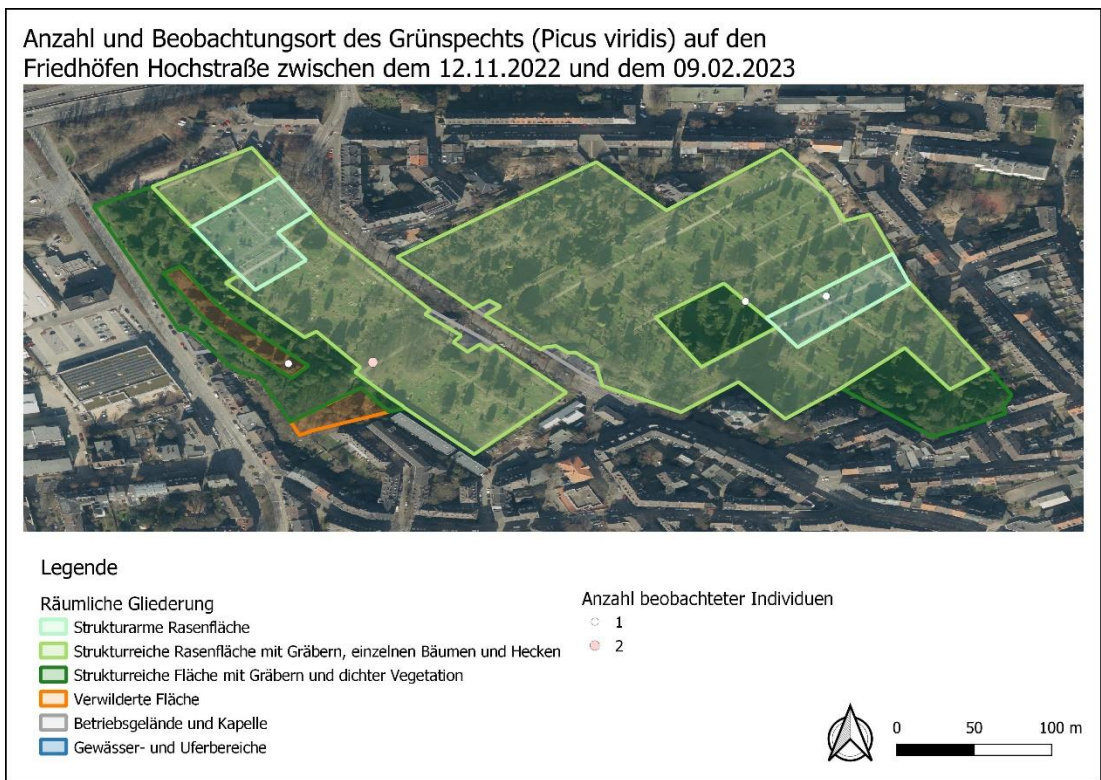 Anzahl und Beobachtungsort des Grünspechts (Picus viridis) auf den
Friedhöfen Hochstraße zwischen dem 12.11.2022 und dem 09.02.2023
Legende
Räumliche Gliederung
Strukturarme Rasenfläche
Strukturreiche Rasenfläche mit Gräbern, einzelnen Bäumen und Hecken
Strukturreiche Fläche mit Gräbern und dichter Vegetation
Verwilderte Fläche
Betriebsgelände und Kapelle
Gewässer- und Uferbereiche
Anzahl beobachteter Individuen
1
2
0 50 100 m